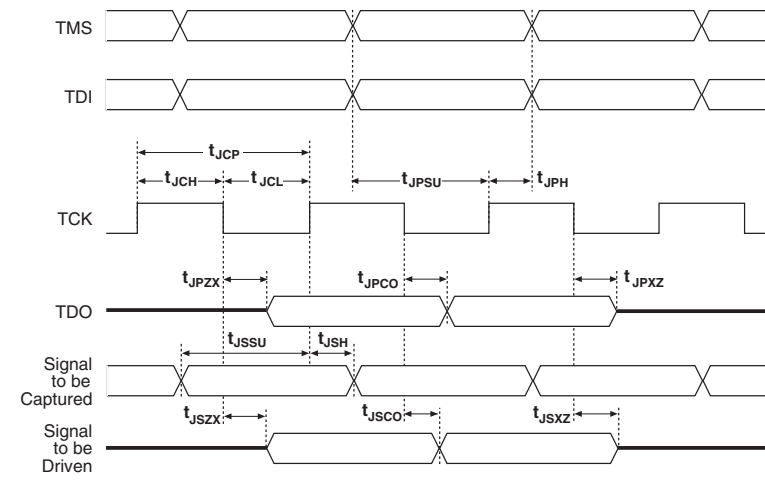 TMS
TDI
tJCP
tJCH
tJCL
tJPSU
tJPH
TCK
tJPZX
tJPCO
tJPXZ
TDO
tJSSU
tJSH
Signal
to be
Captured
tJSZX
tJSCO
tJSXZ
Signal
to be
Driven